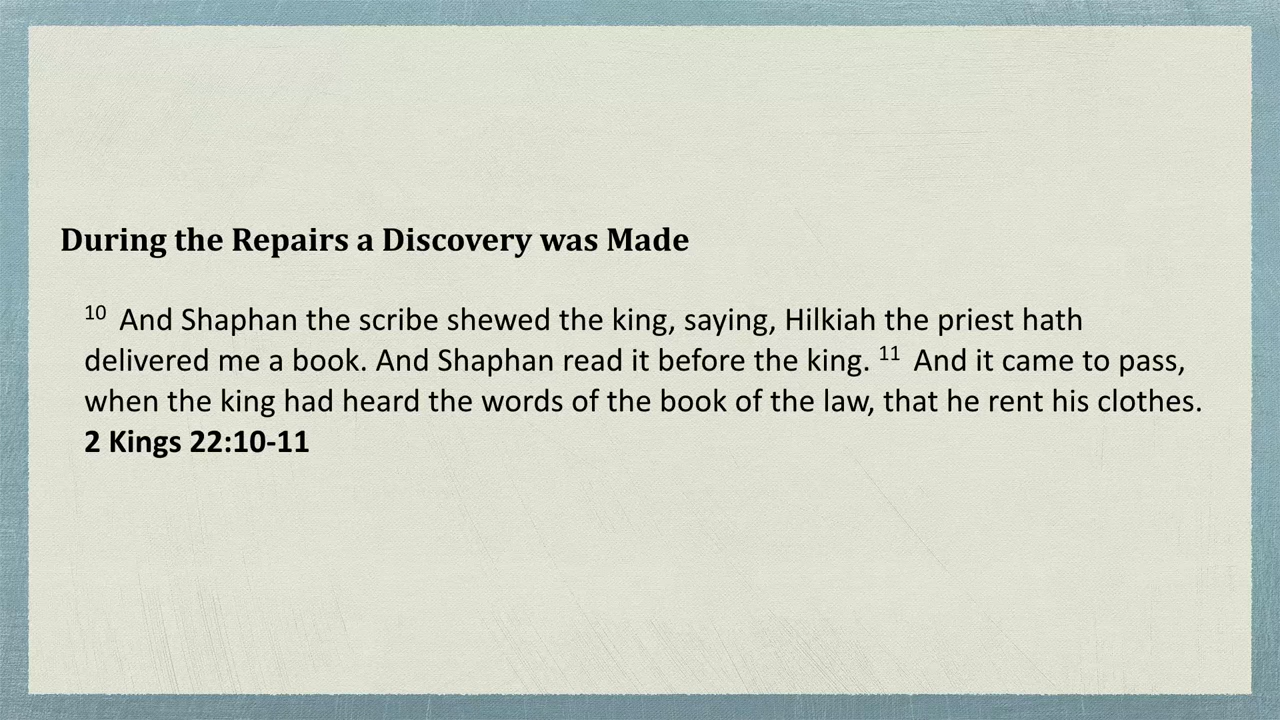 During the Repairs a Discovery was Made
10 And Shaphan the scribe shewed the king, saying, Hilkiah the priest hath
delivered me a book. And Shaphan read it before the king. 11 And it came to pass,
when the king had heard the words of the book of the law, that he rent his clothes.
2 Kings 22:10-11